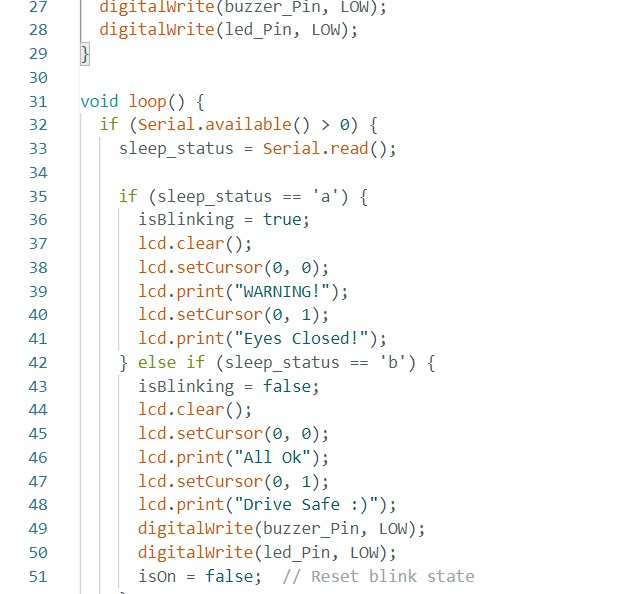 27 digitalWrite(buzzer_Pin, LOW);
28 digitalWrite(led_Pin, LOW);
29 }
30
31 void loop() {
32 if (Serial.available() > 0) {
33 sleep_status = Serial.read();
34
35 if (sleep_status == 'a') {
36 isBlinking = true;
37 lcd.clear();
38 lcd.setCursor(0, 0);
39 lcd.print("WARNING!");
40 lcd.setCursor(0, 1);
41 lcd.print("Eyes Closed!");
42 } else if (sleep_status == 'b') {
43 isBlinking = false;
44 lcd.clear();
45 lcd.setCursor(0, 0);
46 lcd.print("All Ok");
47 lcd.setCursor(0, 1);
48 lcd.print("Drive Safe :)");
49 digitalWrite(buzzer_Pin, LOW);
50 digitalWrite(led_Pin, LOW);
51 isOn = false;  // Reset blink state